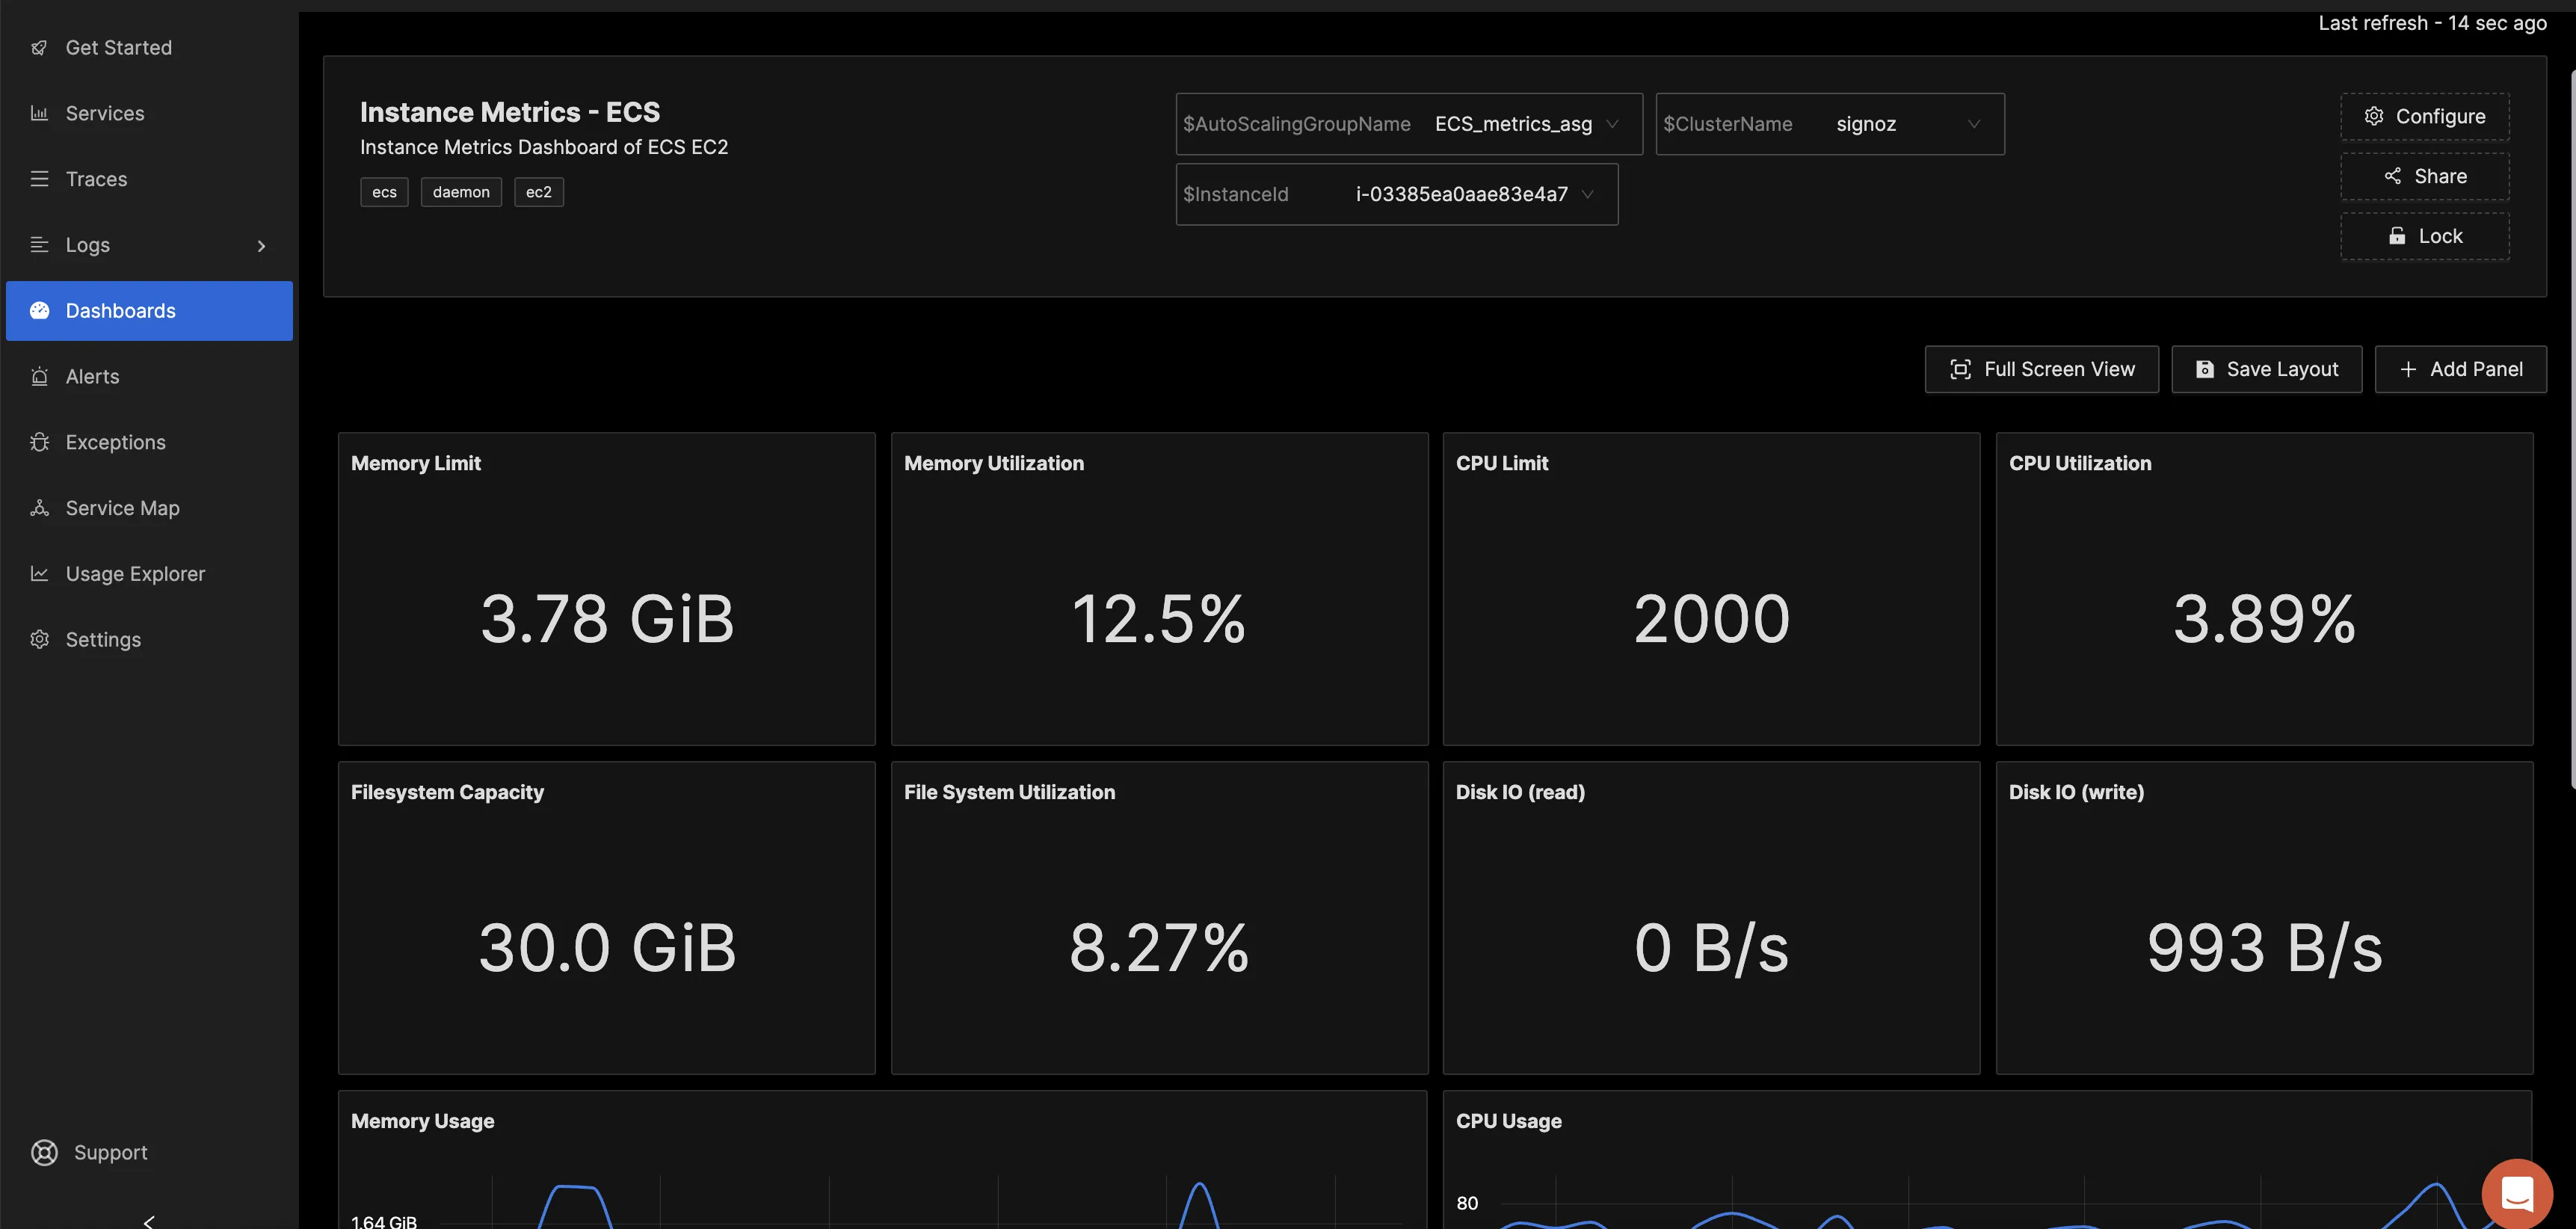 Get Started
Services
Traces
Logs
Dashboards
Alerts
Exceptions
Service Map
Usage Explorer
Settings
Support
Last refresh - 14 sec ago
Instance Metrics - ECS
Instance Metrics Dashboard of ECS EC2
ecs daemon ec2
$AutoScalingGroupName ECS_metrics_asg
$ClusterName signoz
$InstanceId i-03385ea0aae83e4a7
Configure
Share
Lock
Full Screen View
Save Layout
Add Panel
Memory Limit
3.78 GiB
Memory Utilization
12.5%
CPU Limit
2000
CPU Utilization
3.89%
Filesystem Capacity
30.0 GiB
File System Utilization
8.27%
Disk IO (read)
0 B/s
Disk IO (write)
993 B/s
Memory Usage
1.64 GiB
CPU Usage
80